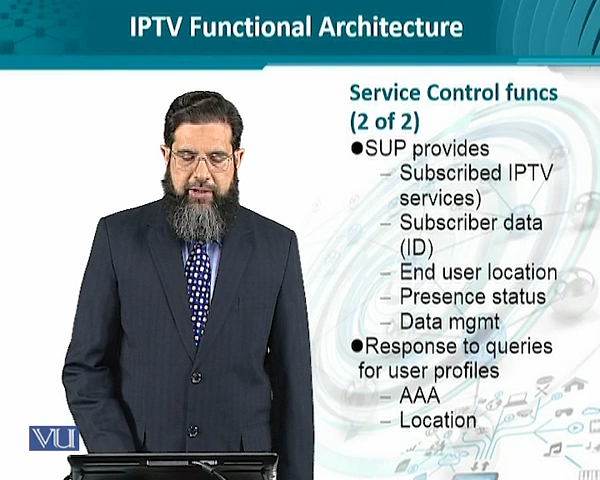 IPTV Functional Architecture
Service Control funcs
(2 of 2)
●SUP provides
– Subscribed IPTV
services)
– Subscriber data
(ID)
– End user location
– Presence status
– Data mgmt
●Response to queries
for user profiles
– AAA
– Location
VU